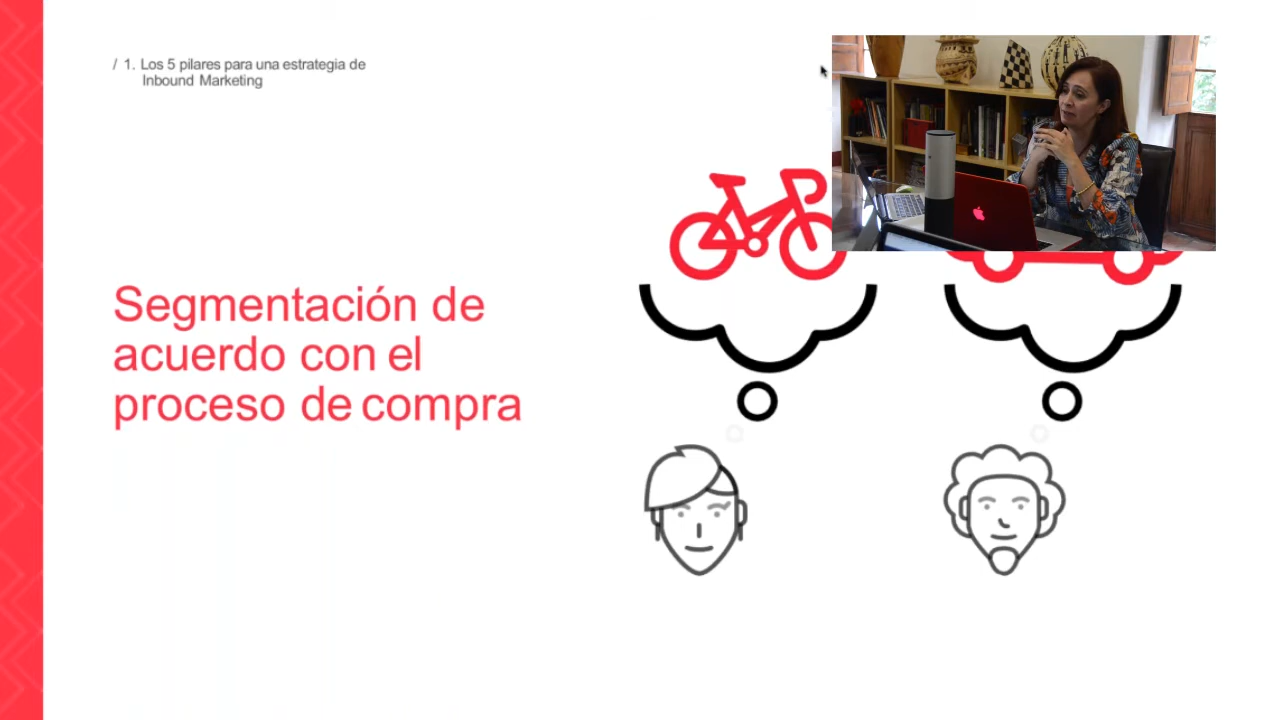 / 1. Los 5 pilares para una estrategia de
Inbound Marketing
Segmentación de
acuerdo con el
proceso de compra